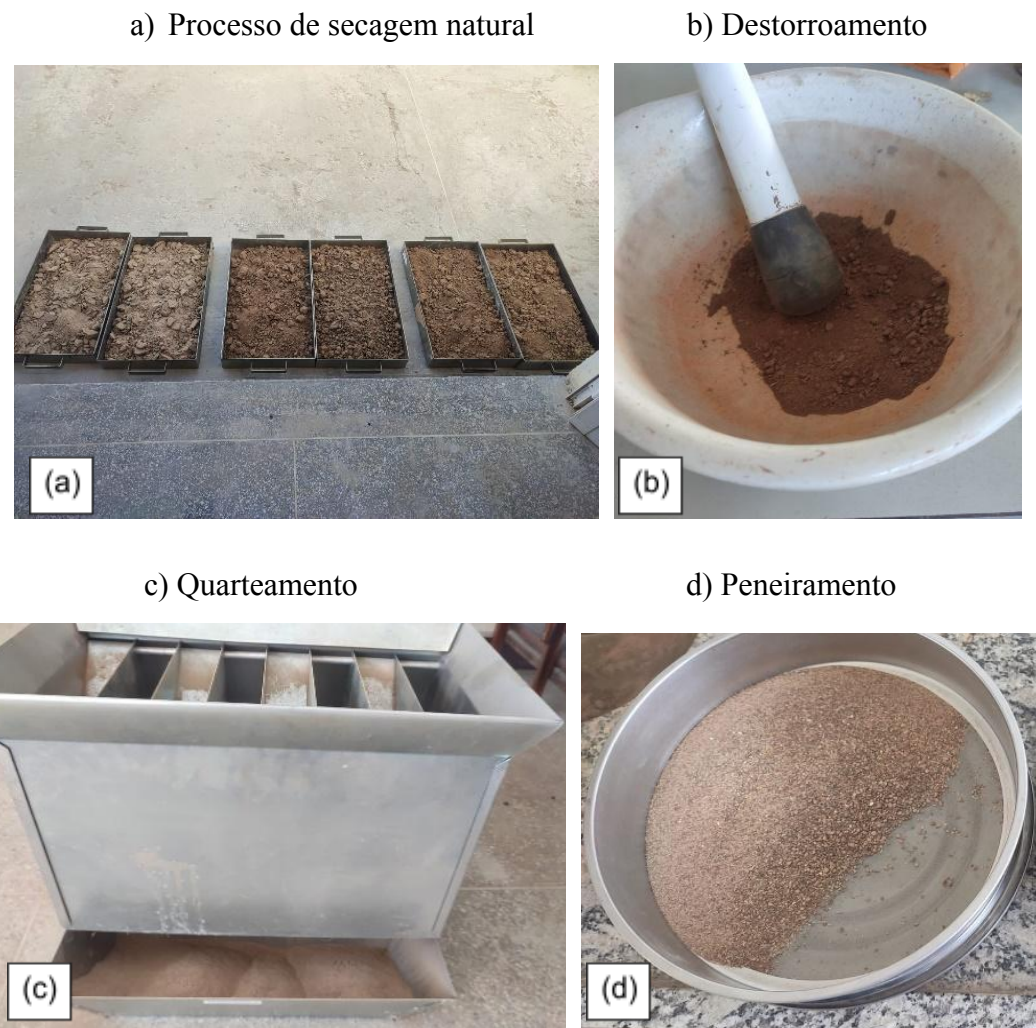 a) Processo de secagem natural
b) Destorroamento
(a)
(b)
c) Quarteamento
d) Peneiramento
(c)
(d)